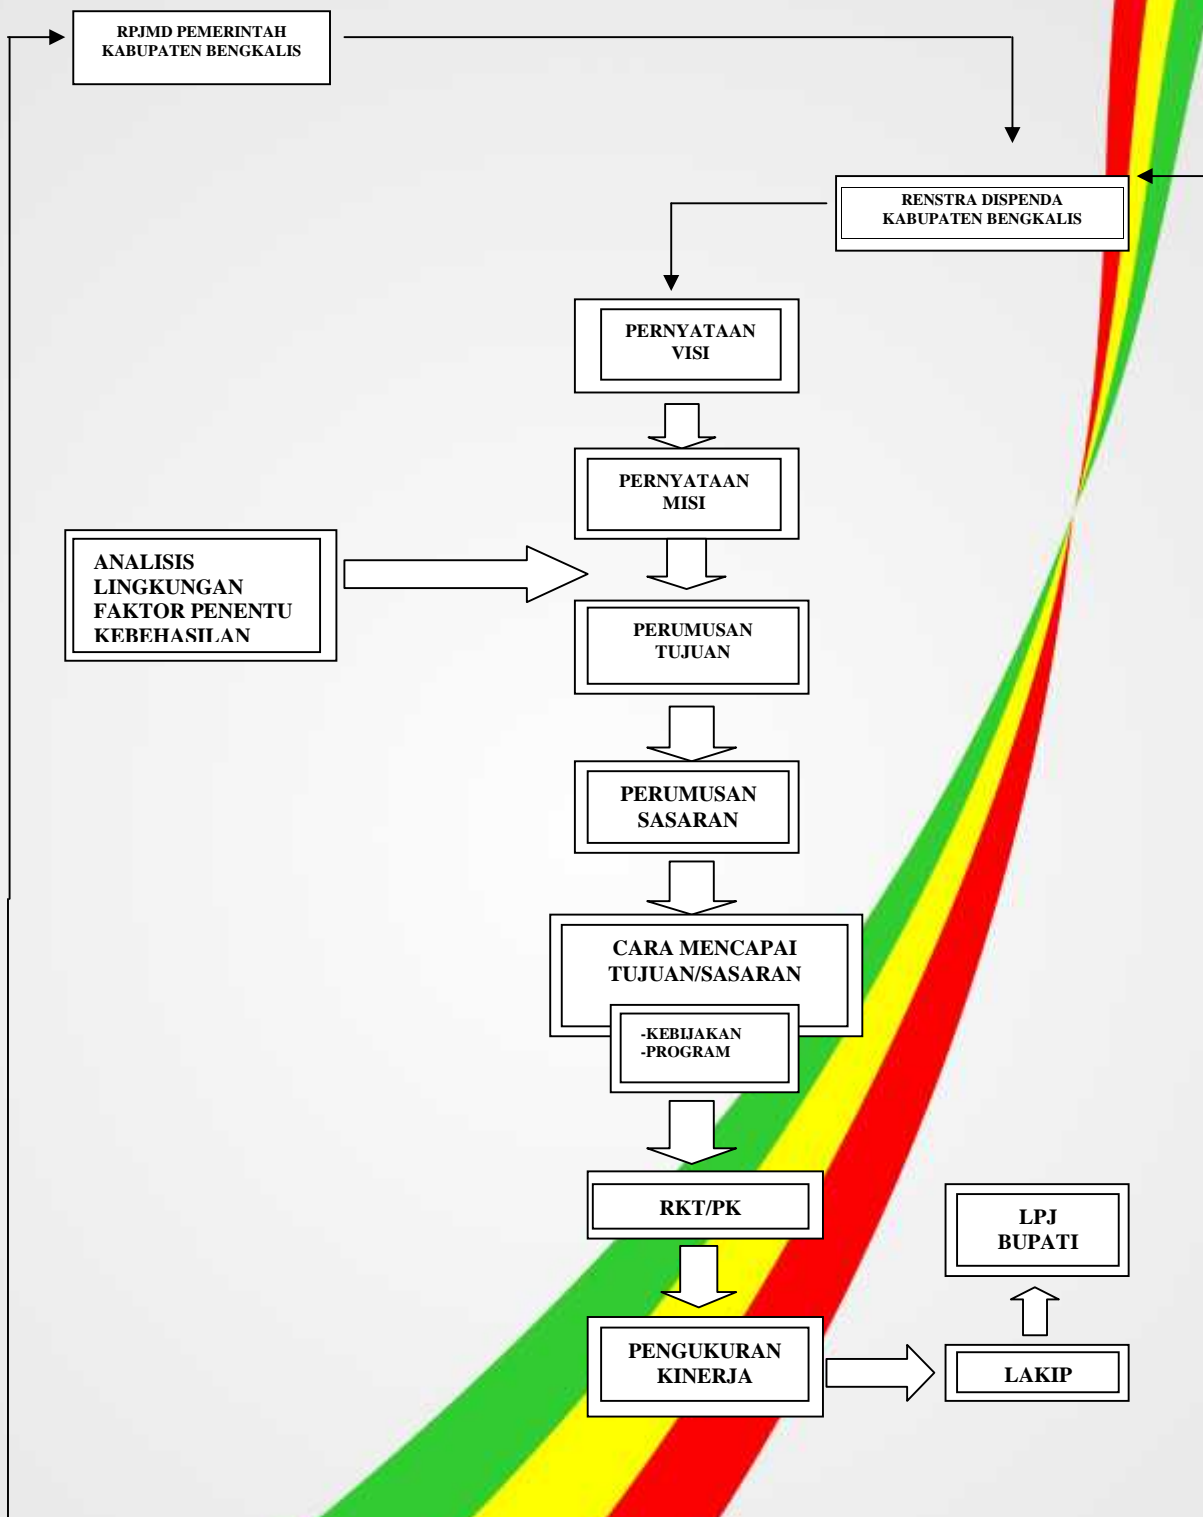 RPJMD PEMERINTAH
KABUPATEN BENGKALIS
RENSTRA DISPENDA
KABUPATEN BENGKALIS
PERNYATAAN
VISI
PERNYATAAN
MISI
ANALISIS
LINGKUNGAN
FAKTOR PENENTU
KEBEHASILAN
PERUMUSAN
TUJUAN
PERUMUSAN
SASARAN
CARA MENCAPAI
TUJUAN/SASARAN
-KEBIJAKAN
-PROGRAM
RKT/PK
LPJ
BUPATI
PENGUKURAN
KINERJA
LAKIP